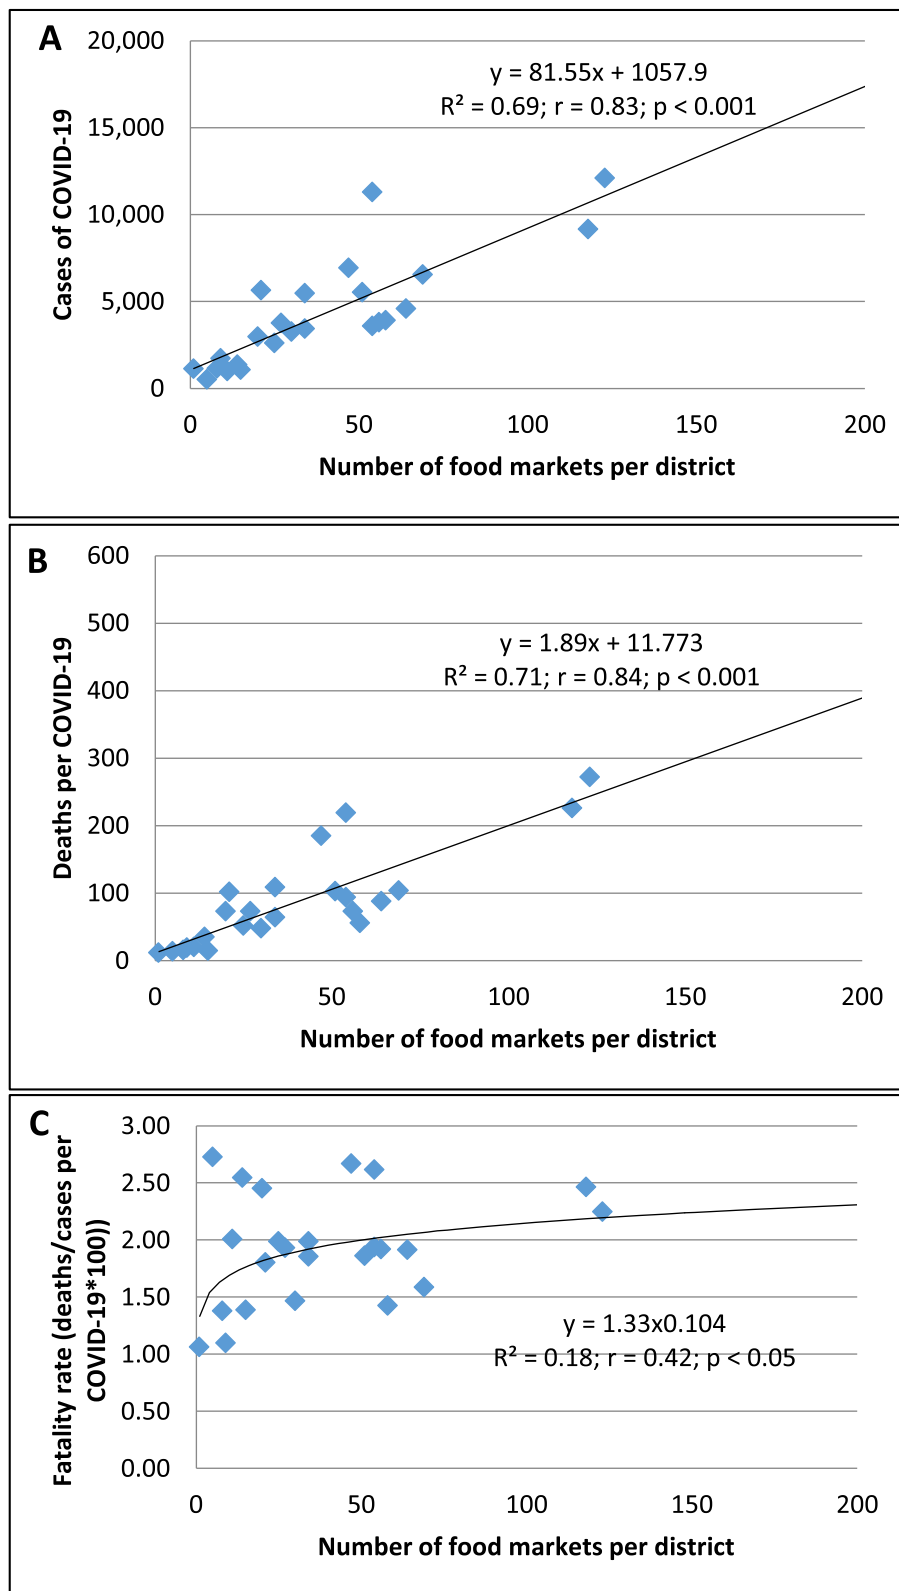 A
20,000
15,000
10,000
5,000
0
Cases of COVID-19
y = 81.55x + 1057.9
R² = 0.69; r = 0.83; p < 0.001
0 50 100 150 200
Number of food markets per district
B
600
500
400
300
200
100
0
Deaths per COVID-19
y = 1.89x + 11.773
R² = 0.71; r = 0.84; p < 0.001
0 50 100 150 200
Number of food markets per district
C
3.00
2.50
2.00
1.50
1.00
0.50
0.00
Fatality rate (deaths/cases per
COVID-19*100))
y = 1.33x0.104
R² = 0.18; r = 0.42; p < 0.05
0 50 100 150 200
Number of food markets per district